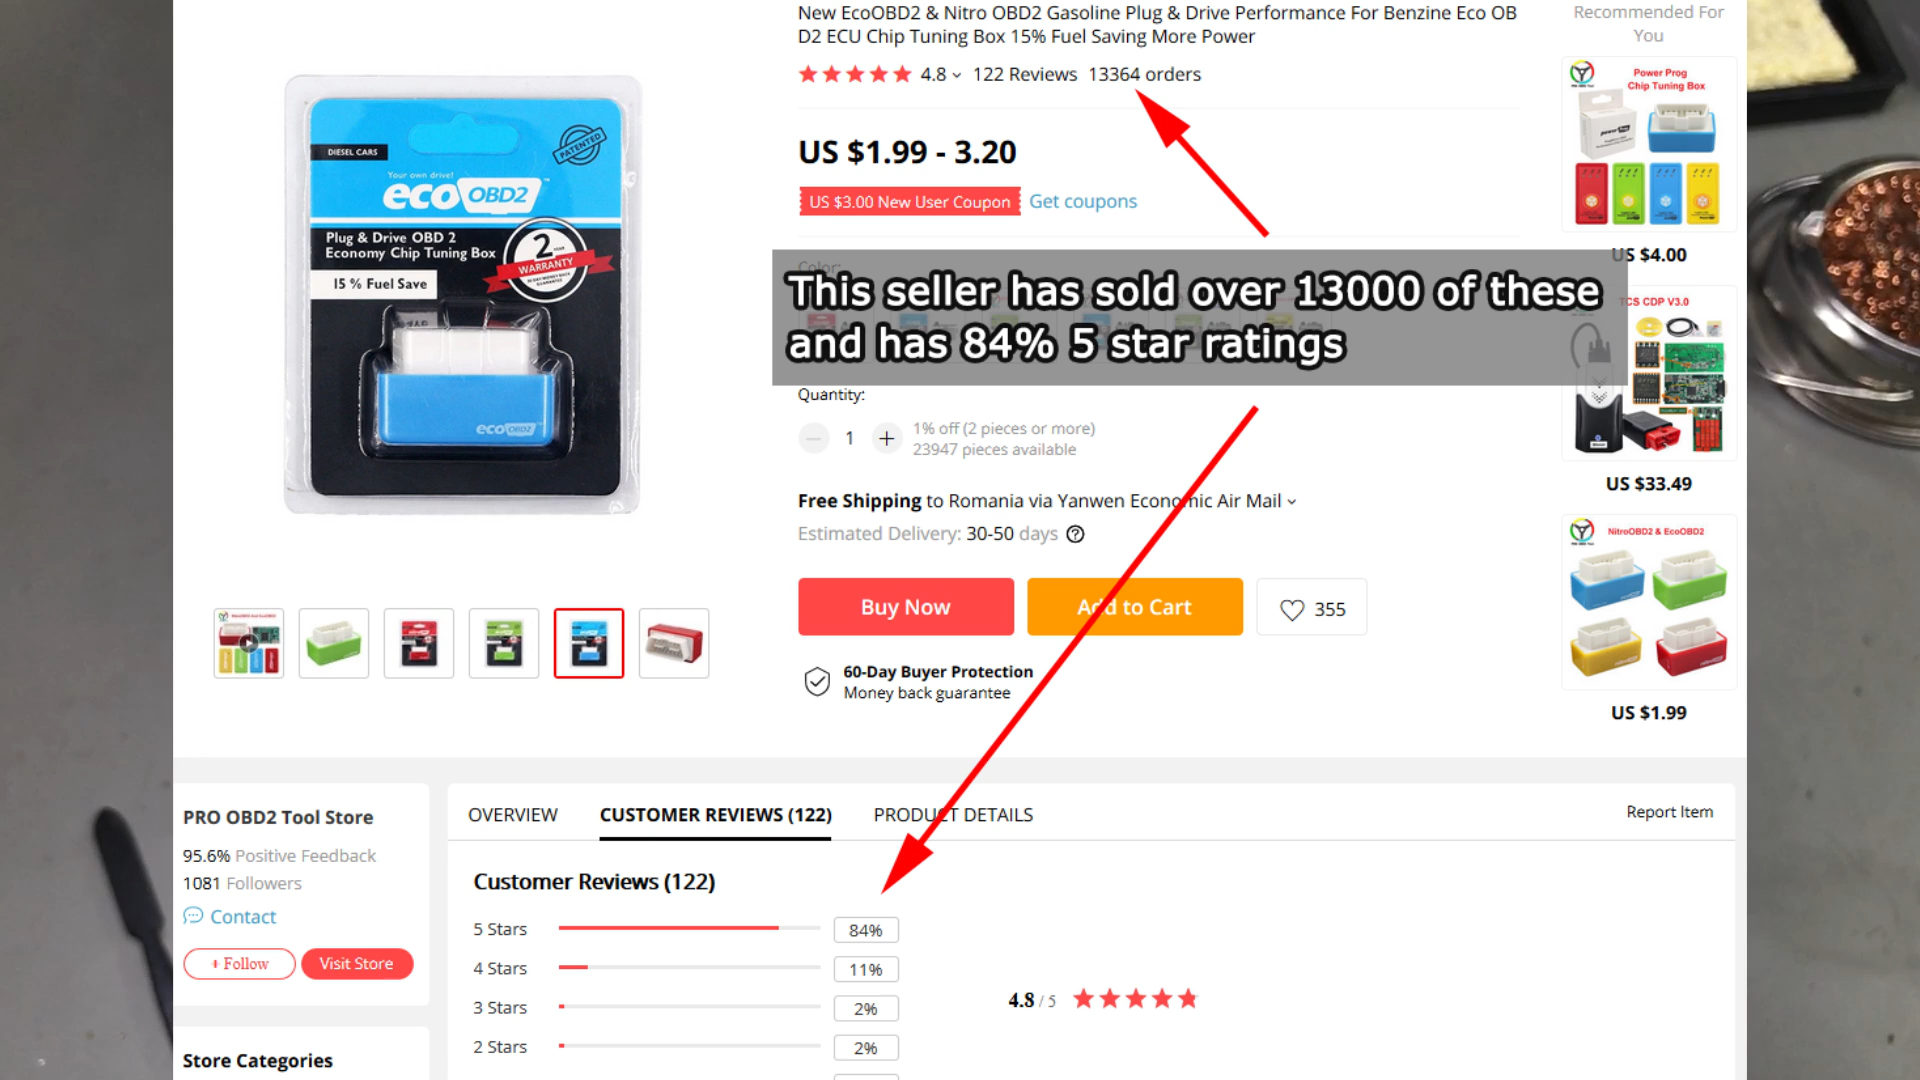 New EcoOBD2 & Nitro OBD2 Gasoline Plug & Drive Performance For Benzine Eco OB
D2 ECU Chip Tuning Box 15% Fuel Saving More Power
4.8 122 Reviews 13364 orders
US $1.99 - 3.20
US $3.00 New User Coupon Get coupons
Color:
This seller has sold over 13000 of these
and has 84% 5 star ratings
Quantity:
1
1% off (2 pieces or more)
23947 pieces available
Free Shipping to Romania via Yanwen Economic Air Mail
Estimated Delivery: 30-50 days
Buy Now
Add to Cart
355
60-Day Buyer Protection
Money back guarantee
DIESEL CARS
PATENTED
Your own drive!
eco OBD2
Plug & Drive OBD 2
Economy Chip Tuning Box
15 % Fuel Save
2 YEAR
WARRANTY
eco OBD2
Recommended For
You
Power Prog
Chip Tuning Box
US $4.00
TCS CDP V3.0
US $33.49
NitroOBD2 & EcoOBD2
US $1.99
PRO OBD2 Tool Store
95.6% Positive Feedback
1081 Followers
Contact
+ Follow
Visit Store
Store Categories
OVERVIEW
CUSTOMER REVIEWS (122)
PRODUCT DETAILS
Report Item
Customer Reviews (122)
5 Stars 84%
4 Stars 11%
3 Stars 2%
2 Stars 2%
4.8 / 5